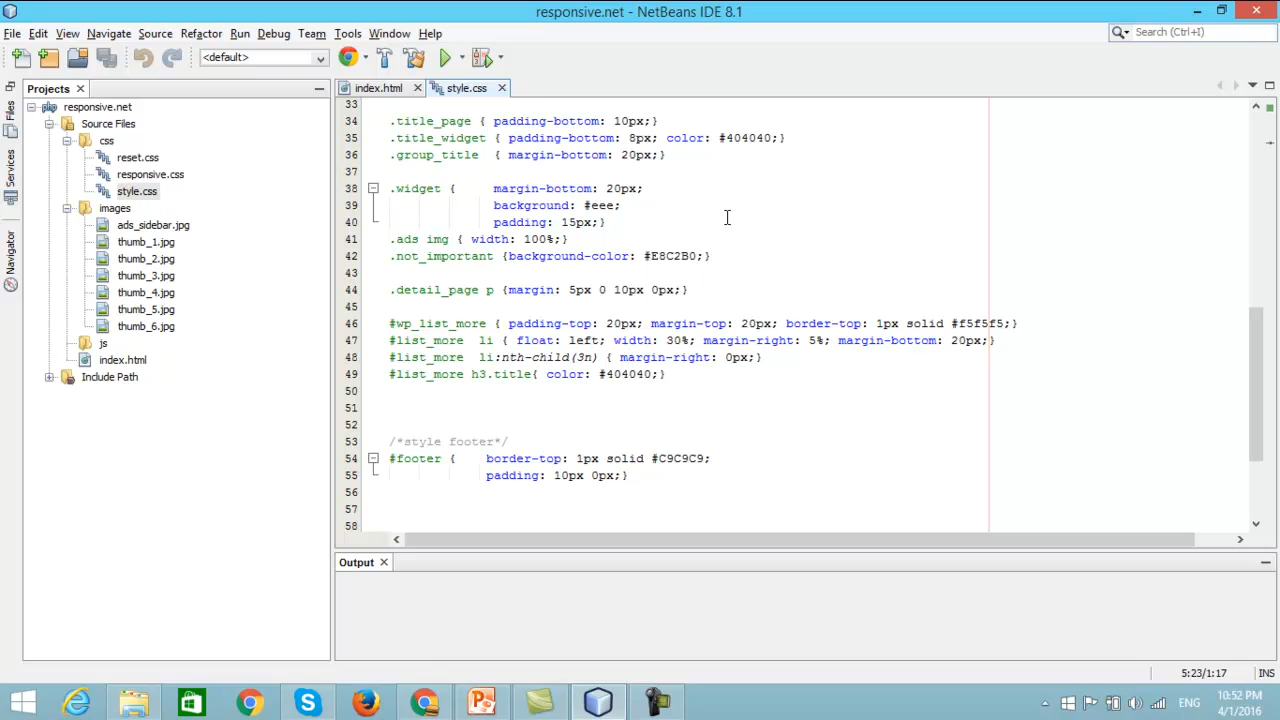 responsive.net - NetBeans IDE 8.1
File Edit View Navigate Source Refactor Run Debug Team Tools Window Help
Search (Ctrl+I)
<default>
Projects
index.html
style.css
Files
Services
Navigator
responsive.net
Source Files
css
reset.css
responsive.css
style.css
images
ads_sidebar.jpg
thumb_1.jpg
thumb_2.jpg
thumb_3.jpg
thumb_4.jpg
thumb_5.jpg
thumb_6.jpg
js
index.html
Include Path
33
34 .title_page { padding-bottom: 10px;}
35 .title_widget { padding-bottom: 8px; color: #404040;}
36 .group_title { margin-bottom: 20px;}
37
38 .widget { margin-bottom: 20px;
39 background: #eee;
40 padding: 15px;}
41 .ads img { width: 100%;}
42 .not_important {background-color: #E8C2B0;}
43
44 .detail_page p {margin: 5px 0 10px 0px;}
45
46 #wp_list_more { padding-top: 20px; margin-top: 20px; border-top: 1px solid #f5f5f5;}
47 #list_more li { float: left; width: 30%; margin-right: 5%; margin-bottom: 20px;}
48 #list_more li:nth-child(3n) { margin-right: 0px;}
49 #list_more h3.title{ color: #404040;}
50
51
52
53 /*style footer*/
54 #footer { border-top: 1px solid #C9C9C9;
55 padding: 10px 0px;}
56
57
58
Output
5:23/1:17 INS
ENG
10:52 PM
4/1/2016